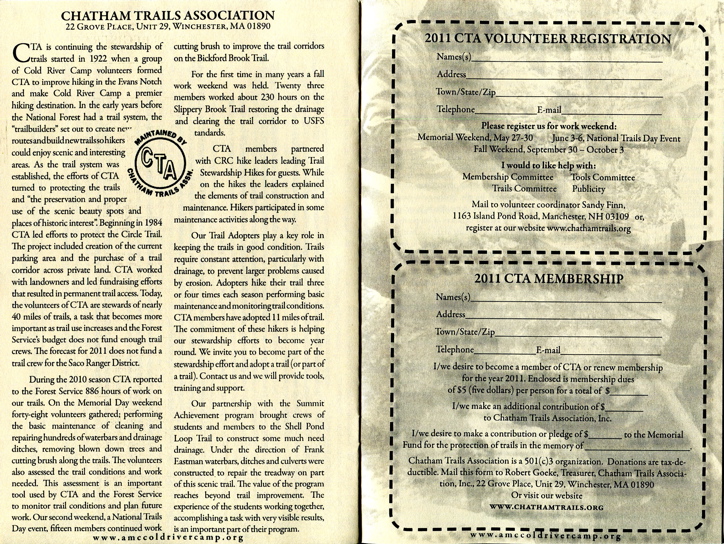 CHATHAM TRAILS ASSOCIATION
22 GROVE PLACE, UNIT 29, WINCHESTER, MA 01890
CTA is continuing the stewardship of
trails started in 1922 when a group
of Cold River Camp volunteers formed
CTA to improve hiking in the Evans Notch
and make Cold River Camp a premier
hiking destination. In the early years before
the National Forest had a trail system, the
"trailbuilders" set out to create new
routes and build new trails so hikers
could enjoy scenic and interesting
areas. As the trail system was
established, the efforts of CTA
turned to protecting the trails
and "the preservation and proper
use of the scenic beauty spots and
places of historic interest". Beginning in 1984
CTA led efforts to protect the Circle Trail.
The project included creation of the current
parking area and the purchase of a trail
corridor across private land. CTA worked
with landowners and led fundraising efforts
that resulted in permanent trail access. Today,
the volunteers of CTA are stewards of nearly
40 miles of trails, a task that becomes more
important as trail use increases and the Forest
Service's budget does not fund enough trail
crews. The forecast for 2011 does not fund a
trail crew for the Saco Ranger District.
During the 2010 season CTA reported
to the Forest Service 886 hours of work on
our trails. On the Memorial Day weekend
forty-eight volunteers gathered; performing
the basic maintenance of cleaning and
repairing hundreds of waterbars and drainage
ditches, removing blown down trees and
cutting brush along the trails. The volunteers
also assessed the trail conditions and work
needed. This assessment is an important
tool used by CTA and the Forest Service
to monitor trail conditions and plan future
work. Our second weekend, a National Trails
Day event, fifteen members continued work
cutting brush to improve the trail corridors
on the Bickford Brook Trail.
For the first time in many years a fall
work weekend was held. Twenty three
members worked about 230 hours on the
Slippery Brook Trail restoring the drainage
and clearing the trail corridor to USFS
standards.
MAINTAINED BY
CTA
CHATHAM TRAILS ASSN.
CTA members partnered
with CRC hike leaders leading Trail
Stewardship Hikes for guests. While
on the hikes the leaders explained
the elements of trail construction and
maintenance. Hikers participated in some
maintenance activities along the way.
Our Trail Adopters play a key role in
keeping the trails in good condition. Trails
require constant attention, particularly with
drainage, to prevent larger problems caused
by erosion. Adopters hike their trail three
or four times each season performing basic
maintenance and monitoring trail conditions.
CTA members have adopted 11 miles of trail.
The commitment of these hikers is helping
our stewardship efforts to become year
round. We invite you to become part of the
stewardship effort and adopt a trail (or part of
a trail). Contact us and we will provide tools,
training and support.
Our partnership with the Summit
Achievement program brought crews of
students and members to the Shell Pond
Loop Trail to construct some much need
drainage. Under the direction of Frank
Eastman waterbars, ditches and culverts were
constructed to repair the treadway on part
of this scenic trail. The value of the program
reaches beyond trail improvement. The
experience of the students working together,
accomplishing a task with very visible results,
is an important part of their program.
www.amccoldrivercamp.org
2011 CTA VOLUNTEER REGISTRATION
Names(s)
Address
Town/State/Zip
Telephone E-mail
Please register us for work weekend:
Memorial Weekend, May 27-30 June 3-6, National Trails Day Event
Fall Weekend, September 30 – October 3
I would to like help with:
Membership Committee Tools Committee
Trails Committee Publicity
Mail to volunteer coordinator Sandy Finn,
1163 Island Pond Road, Manchester, NH 03109 or,
register at our website www.chathamtrails.org
2011 CTA MEMBERSHIP
Names(s)
Address
Town/State/Zip
Telephone E-mail
I/we desire to become a member of CTA or renew membership
for the year 2011. Enclosed is membership dues
of $5 (five dollars) per person for a total of $
I/we make an additional contribution of $
to Chatham Association, Inc.
I/we desire to make a contribution or pledge of $ to the Memorial
Fund for the protection of trails in the memory of
Chatham Trails Association is a 501(c)3 organization. Donations are tax-de-
ductible. Mail this form to Robert Goeke, Treasurer, Chatham Trails Associa-
tion, Inc., 22 Grove Place, Unit 29, Winchester, MA 01890
Or visit our website
WWW.CHATHAMTRAILS.ORG
www.amccoldrivercamp.org